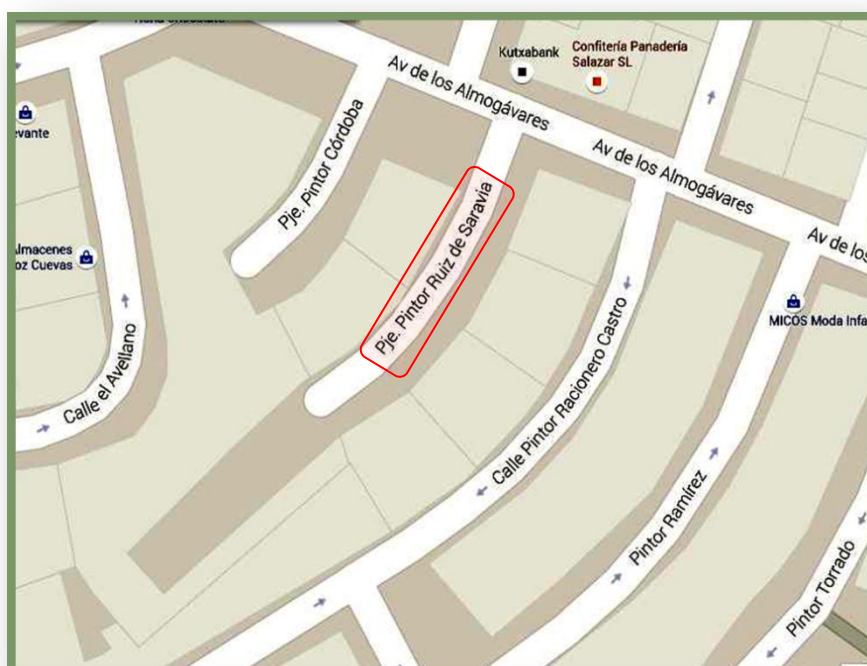 Kutxabank
Confitería Panadería
Salazar SL
Av de los Almogávares
Av de los Almogávares
Av de los
evante
Pje. Pintor Córdoba
Pje. Pintor Ruiz de Saravia
lmacenes
oz Cuevas
Calle el Avellano
Calle Pintor Racionero Castro
MICOS Moda Infa
Pintor Ramírez
Pintor Torrado